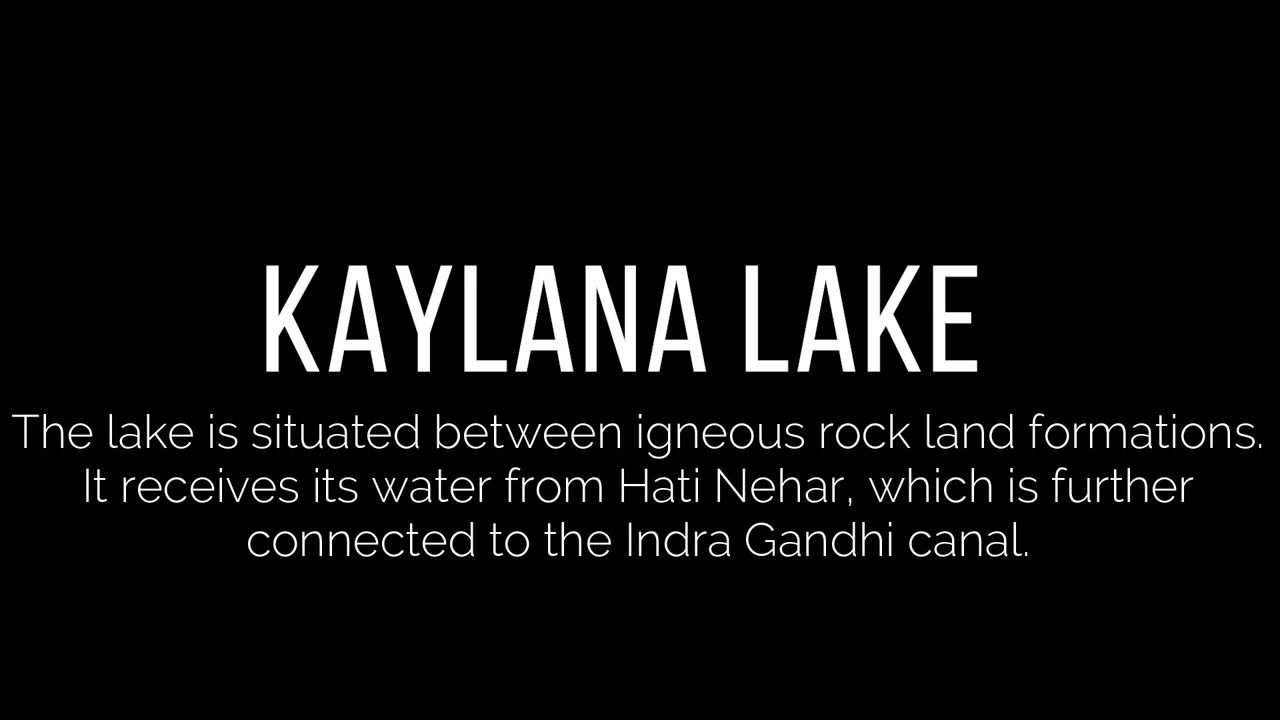 KAYLANA LAKE
The lake is situated between igneous rock land formations.
It receives its water from Hati Nehar, which is further
connected to the Indra Gandhi canal.